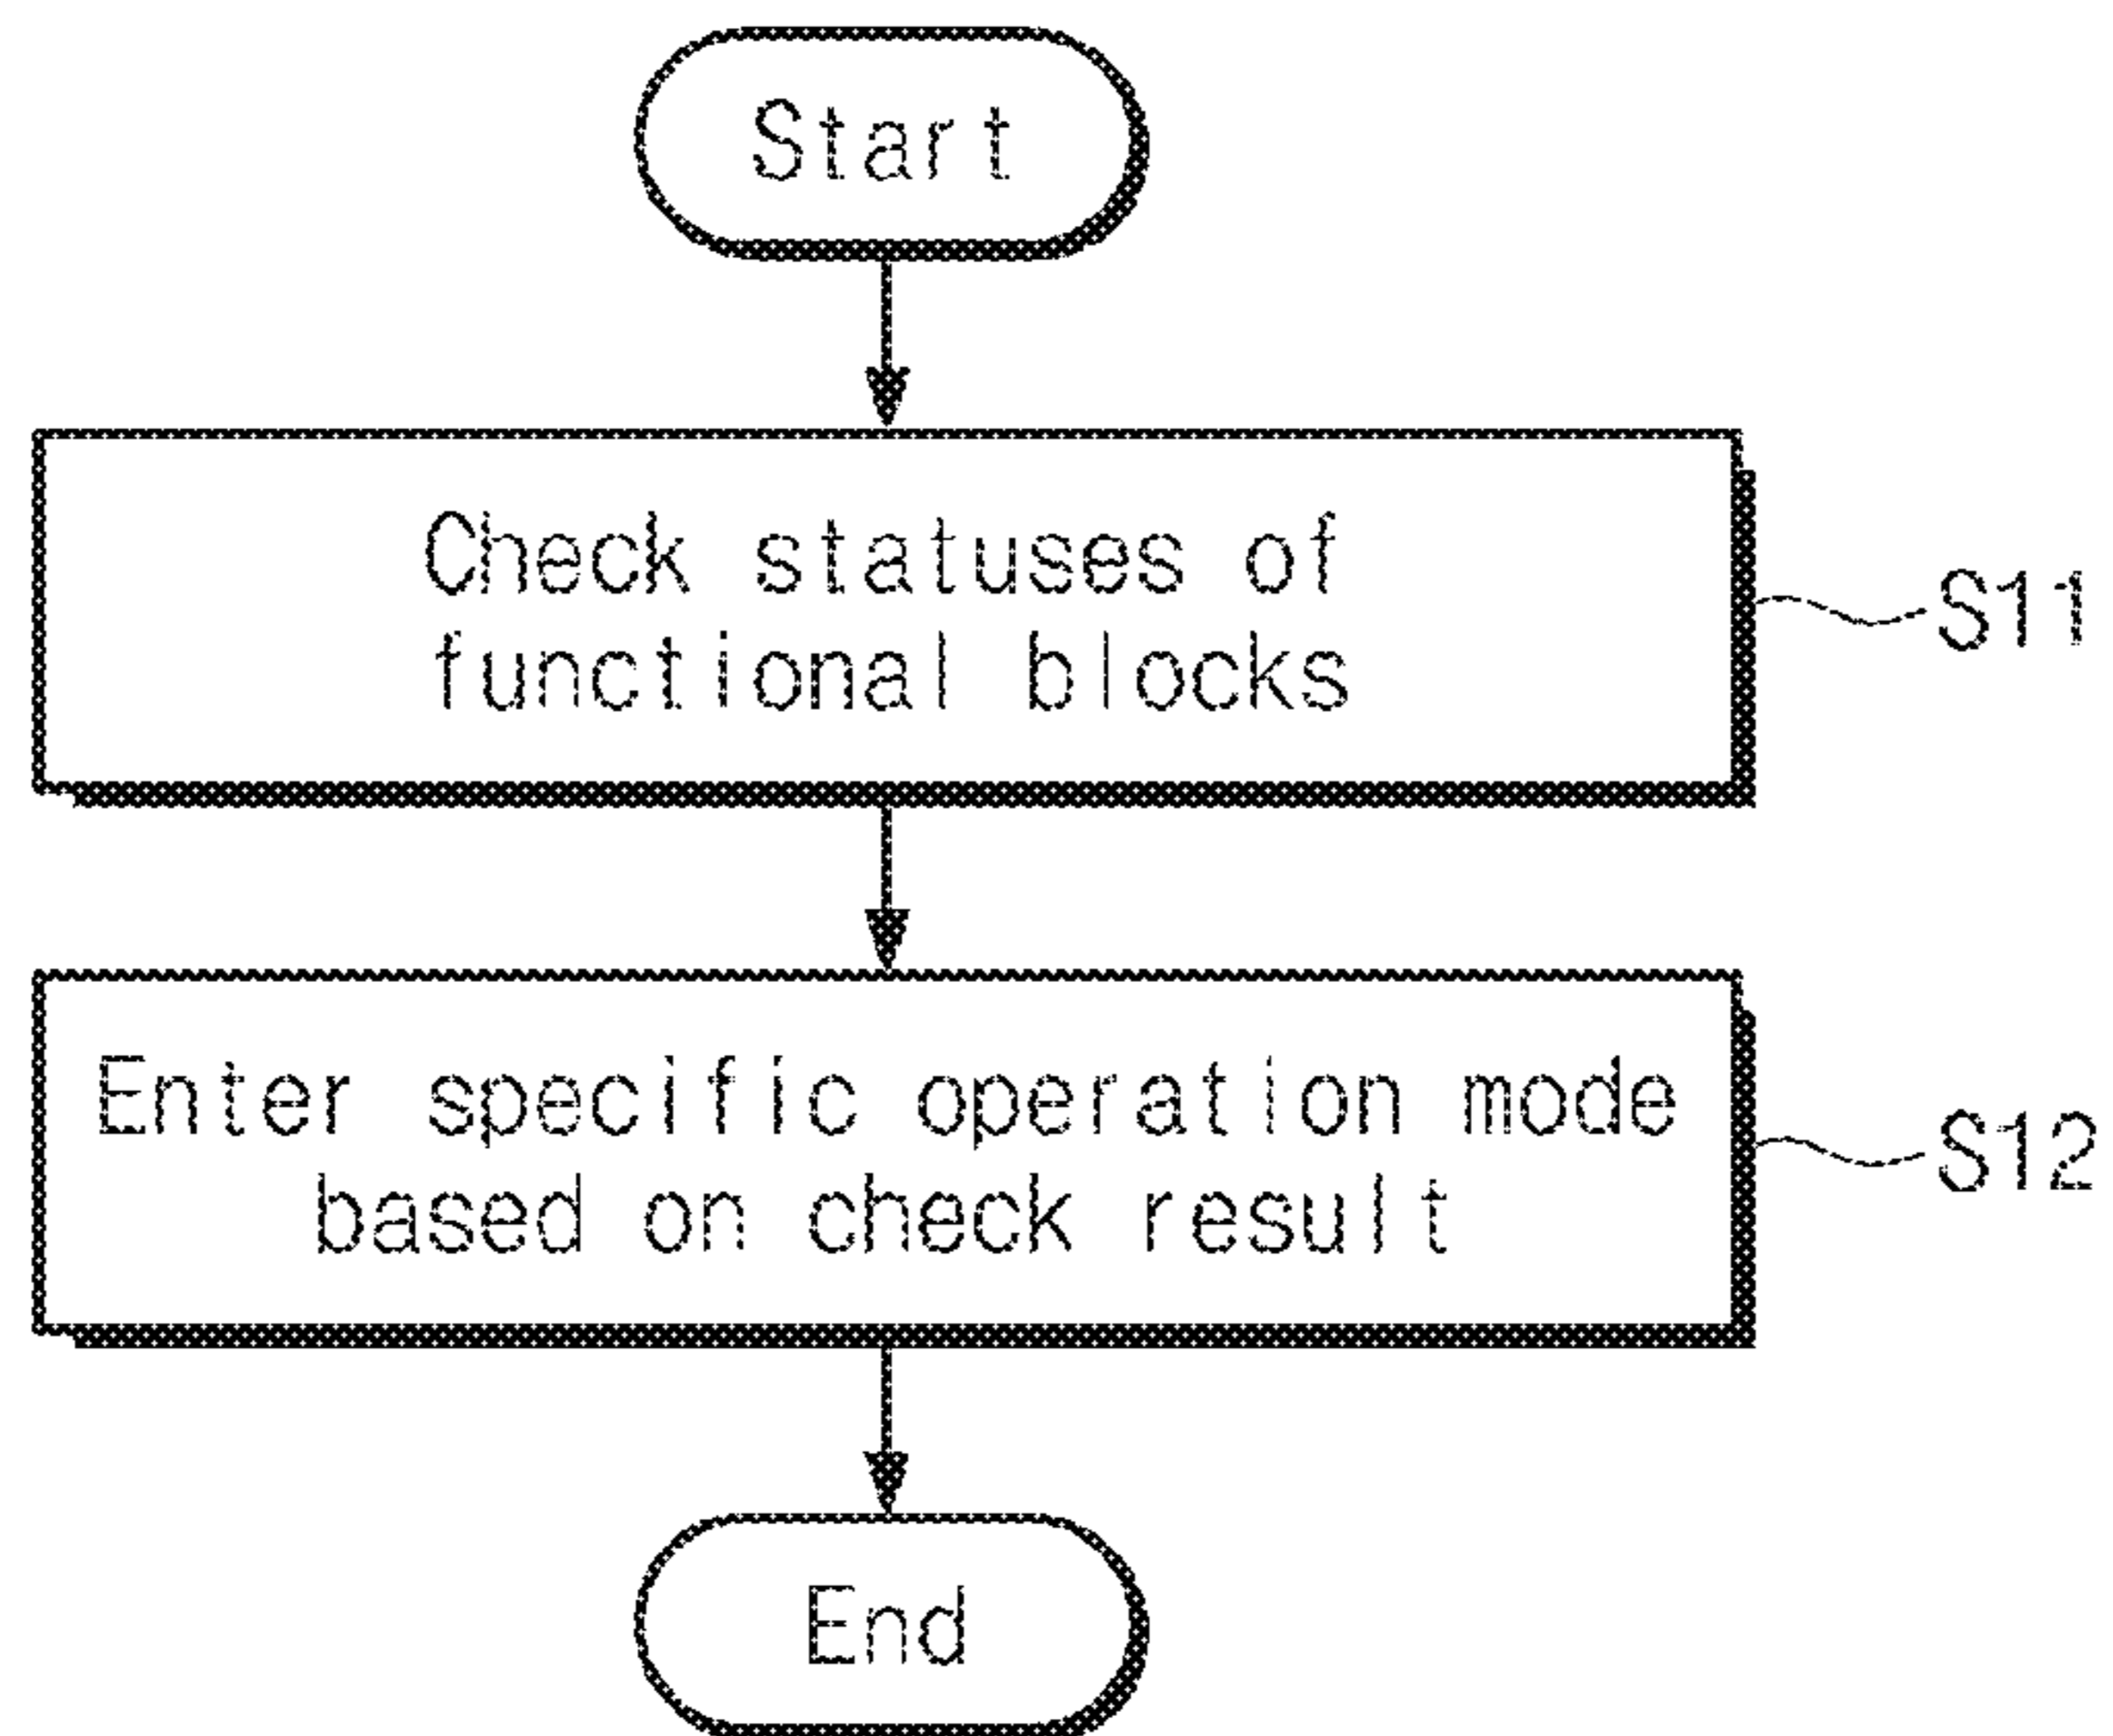 Start
Check statuses of
functional blocks
S11
Enter specific operation mode
based on check result
S12
End